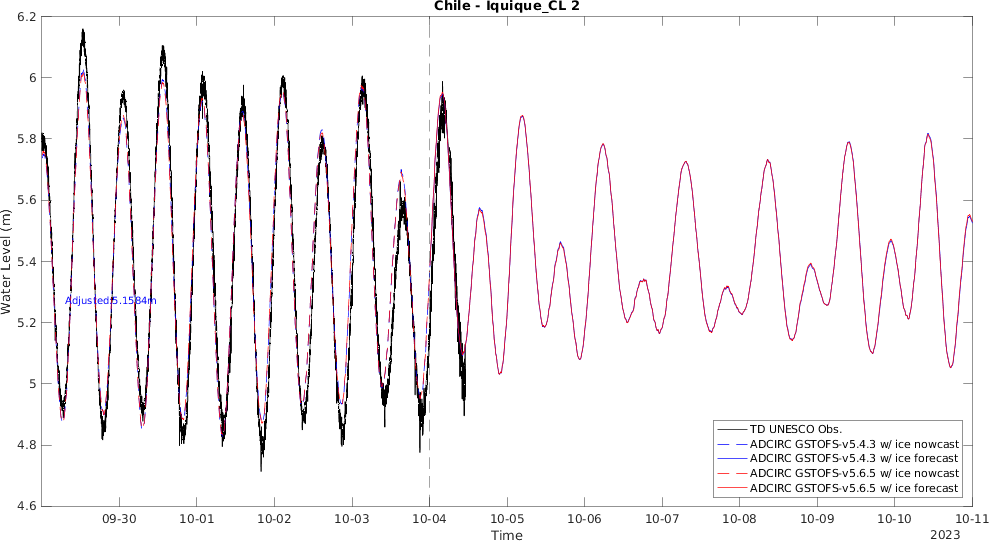 Chile - Iquique_CL 2
6.2
6
5.8
5.6
5.4
5.2
5
4.8
4.6
Water Level (m)
Adjusted:5.1584m
TD UNESCO Obs.
ADCIRC GSTOFS-v5.4.3 w/ ice nowcast
ADCIRC GSTOFS-v5.4.3 w/ ice forecast
ADCIRC GSTOFS-v5.6.5 w/ ice nowcast
ADCIRC GSTOFS-v5.6.5 w/ ice forecast
09-30 10-01 10-02 10-03 10-04 10-05 10-06 10-07 10-08 10-09 10-10 10-11
Time
2023